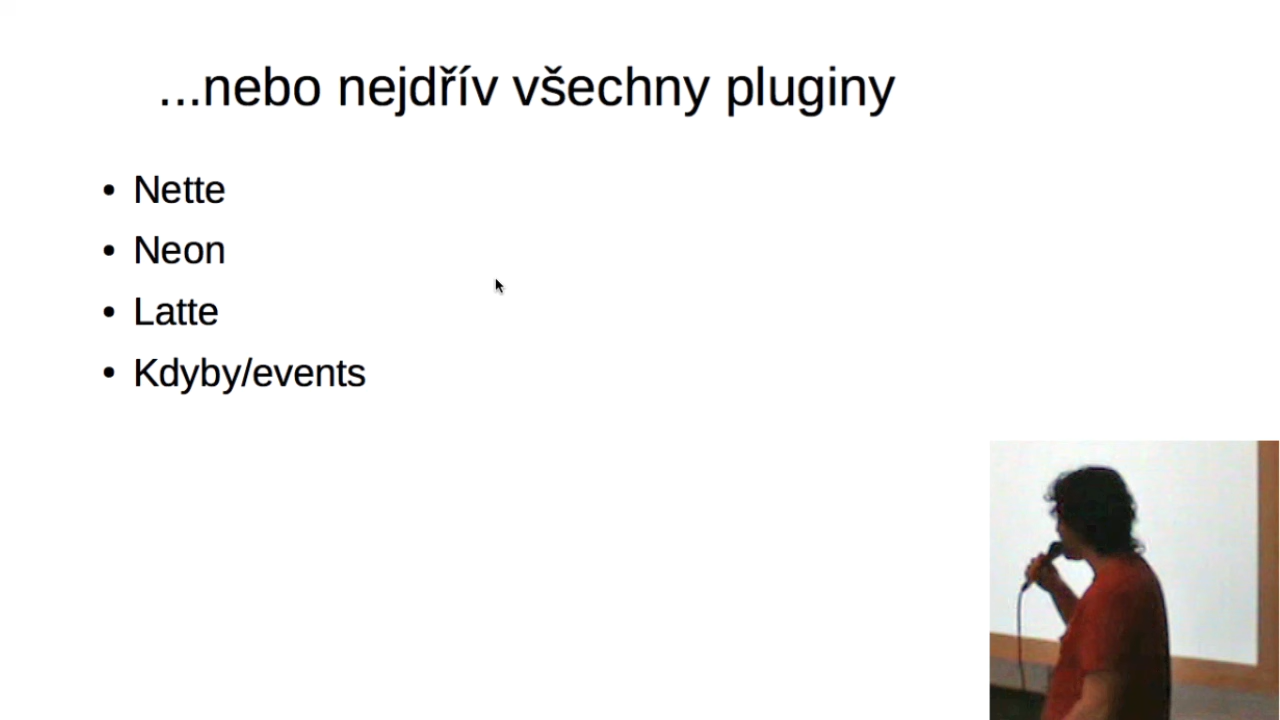 ...nebo nejdřív všechny pluginy
• Nette
• Neon
• Latte
• Kdyby/events